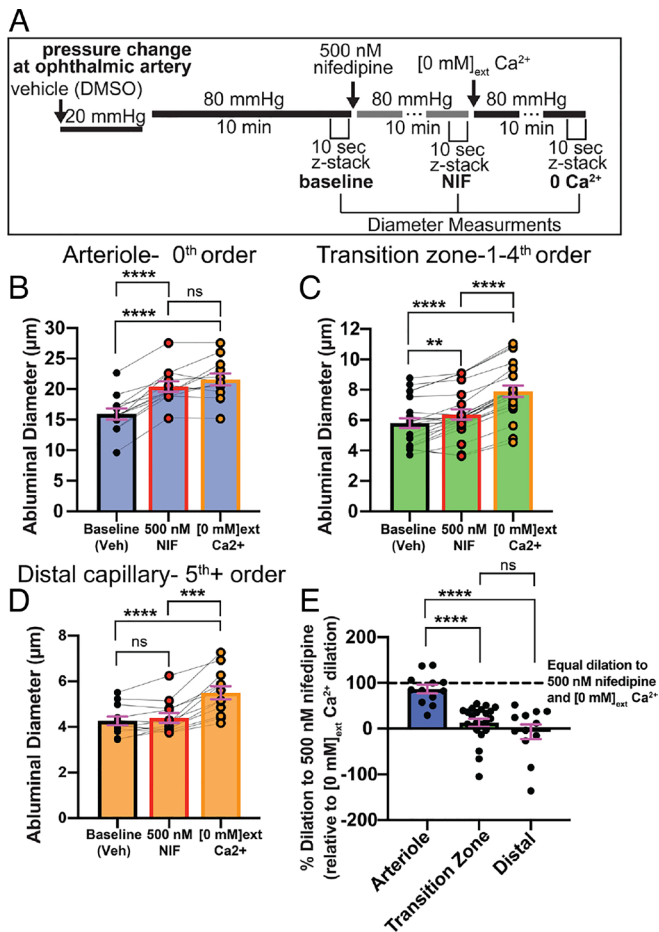 A
pressure change
at ophthalmic artery
vehicle (DMSO)
20 mmHg
80 mmHg
10 min
500 nM
nifedipine
80 mmHg
10 min
[0 mM]ext Ca²⁺
80 mmHg
10 min
10 sec
z-stack
baseline
10 sec
z-stack
NIF
10 sec
z-stack
0 Ca²⁺
Diameter Measurments
Arteriole- 0th order
B
****
ns
****
Abluminal Diameter (µm)
30
25
20
15
10
5
0
Baseline
(Veh)
500 nM
NIF
[0 mM]ext
Ca2+
Transition zone-1-4th order
C
****
****
**
Abluminal Diameter (µm)
12
10
8
6
4
2
0
Baseline
(Veh)
500 nM
NIF
[0 mM]ext
Ca2+
Distal capillary- 5th+ order
D
***
****
ns
Abluminal Diameter (µm)
8
6
4
2
0
Baseline
(Veh)
500 nM
NIF
[0 mM]ext
Ca2+
E
ns
****
****
% Dilation to 500 nM nifedipine
(relative to [0 mM]ext Ca²⁺ dilation)
200
100
0
-100
-200
Equal dilation to
500 nM nifedipine
and [0 mM]ext Ca²⁺
Arteriole
Transition Zone
Distal